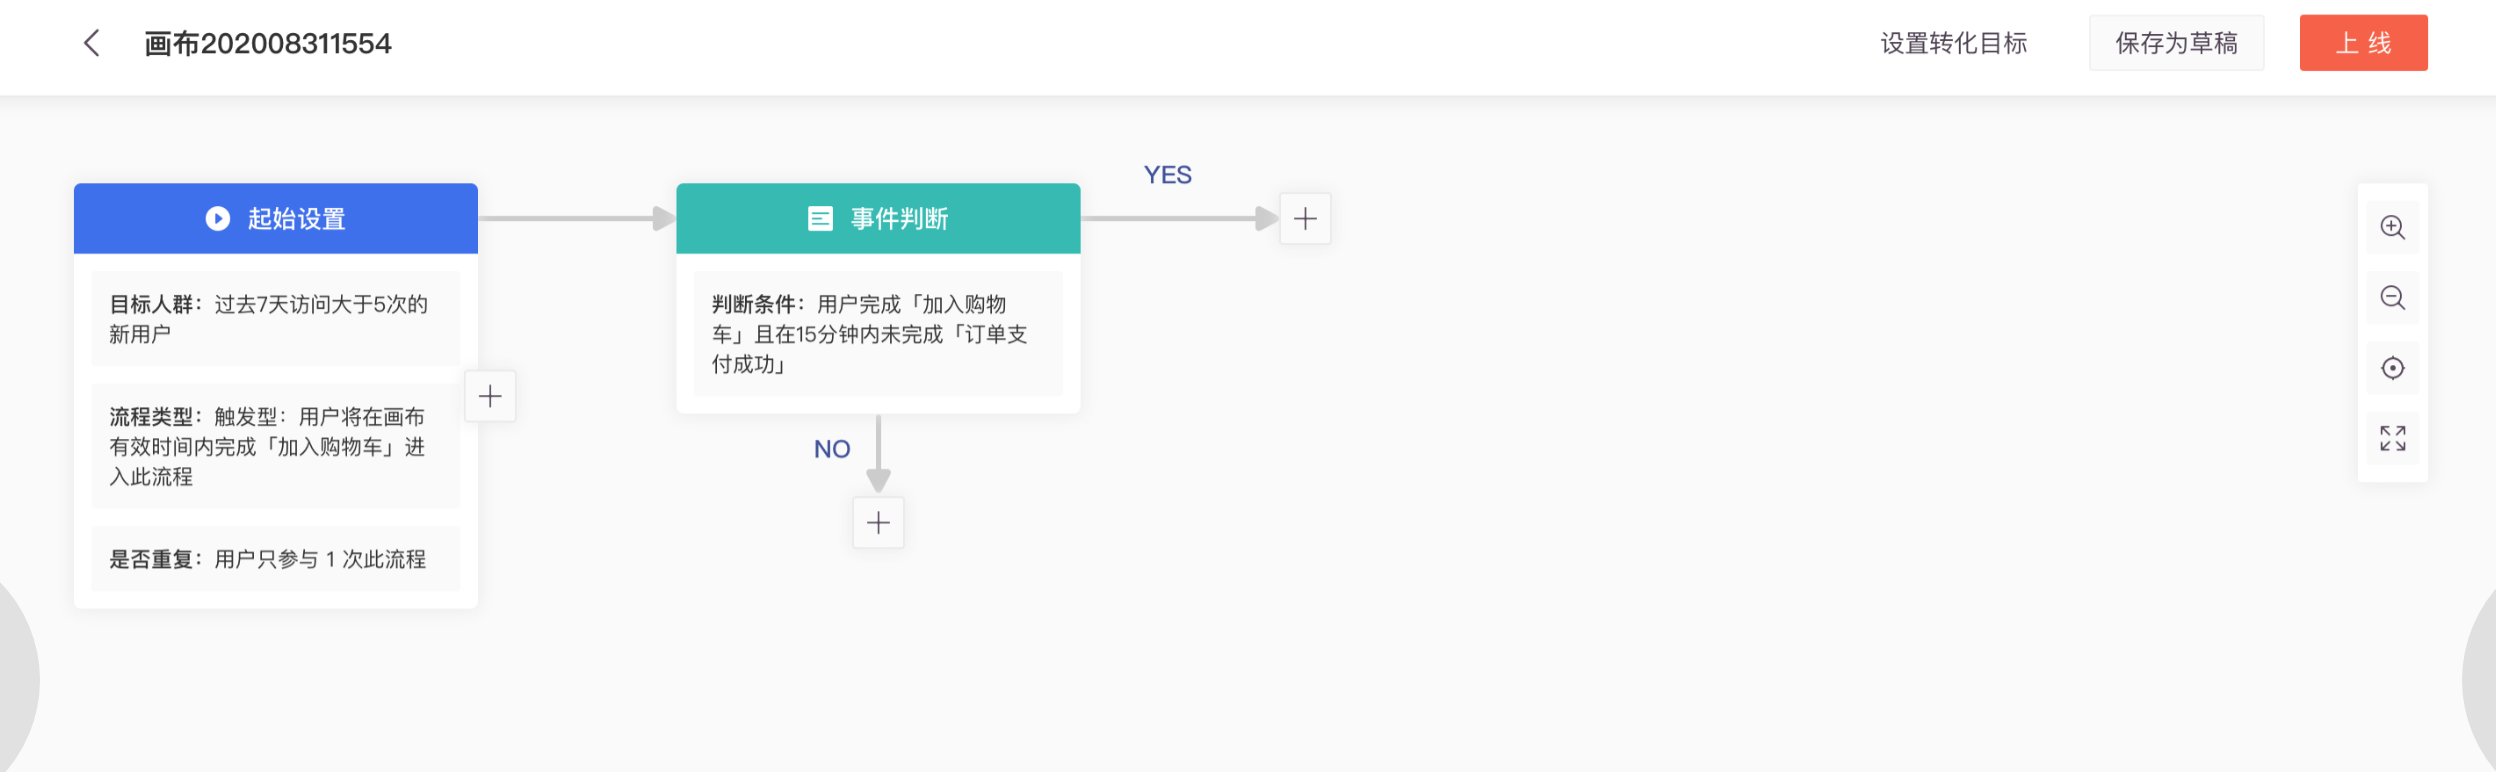 画布202008311554
设置转化目标
保存为草稿
上 线
起始设置
目标人群：过去7天访问大于5次的
新用户
流程类型：触发型：用户将在画布
有效时间内完成「加入购物车」进
入此流程
是否重复：用户只参与 1 次此流程
事件判断
判断条件：用户完成「加入购物
车」且在15分钟内未完成「订单支
付成功」
YES
NO